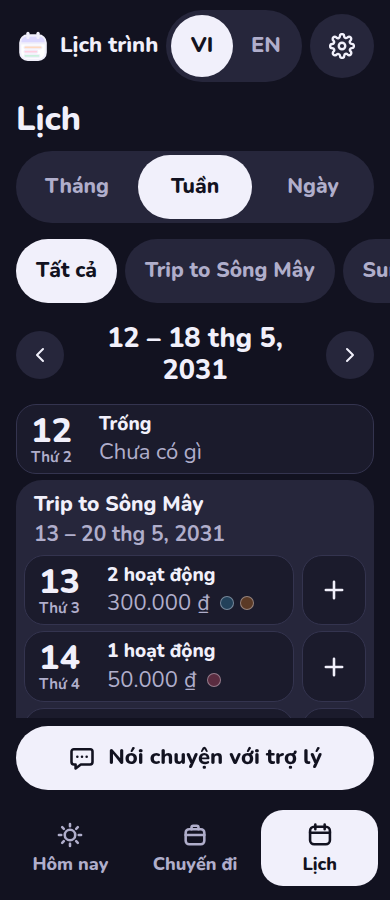 Lịch trình
VI
EN
Lịch
Tháng
Tuần
Ngày
Tất cả
Trip to Sông Mây
12 – 18 thg 5,
2031
12
Trống
Thứ 2
Chưa có gì
Trip to Sông Mây
13 – 20 thg 5, 2031
13
2 hoạt động
Thứ 3
300.000 ₫
14
1 hoạt động
Thứ 4
50.000 ₫
Nói chuyện với trợ lý
Hôm nay
Chuyến đi
Lịch